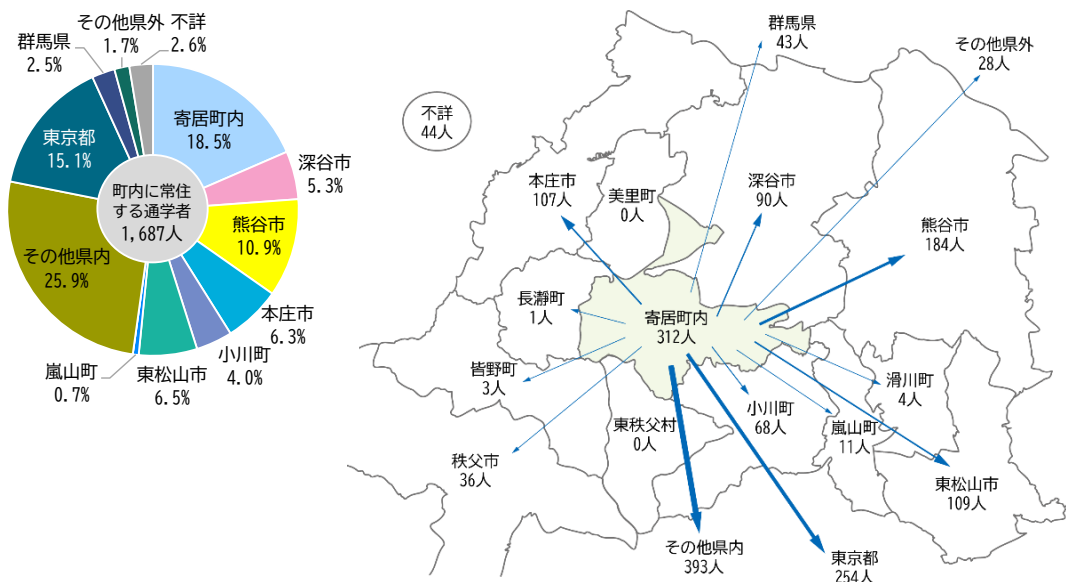 その他県外
1.7%
不詳
2.6%
群馬県
2.5%
東京都
15.1%
寄居町内
18.5%
深谷市
5.3%
町内に常住
する通学者
1,687人
熊谷市
10.9%
その他県内
25.9%
本庄市
6.3%
小川町
4.0%
東松山市
6.5%
嵐山町
0.7%
群馬県
43人
その他県外
28人
不詳
44人
本庄市
107人
美里町
0人
深谷市
90人
熊谷市
184人
長瀞町
1人
寄居町内
312人
皆野町
3人
滑川町
4人
小川町
68人
東秩父村
0人
嵐山町
11人
秩父市
36人
東松山市
109人
その他県内
393人
東京都
254人